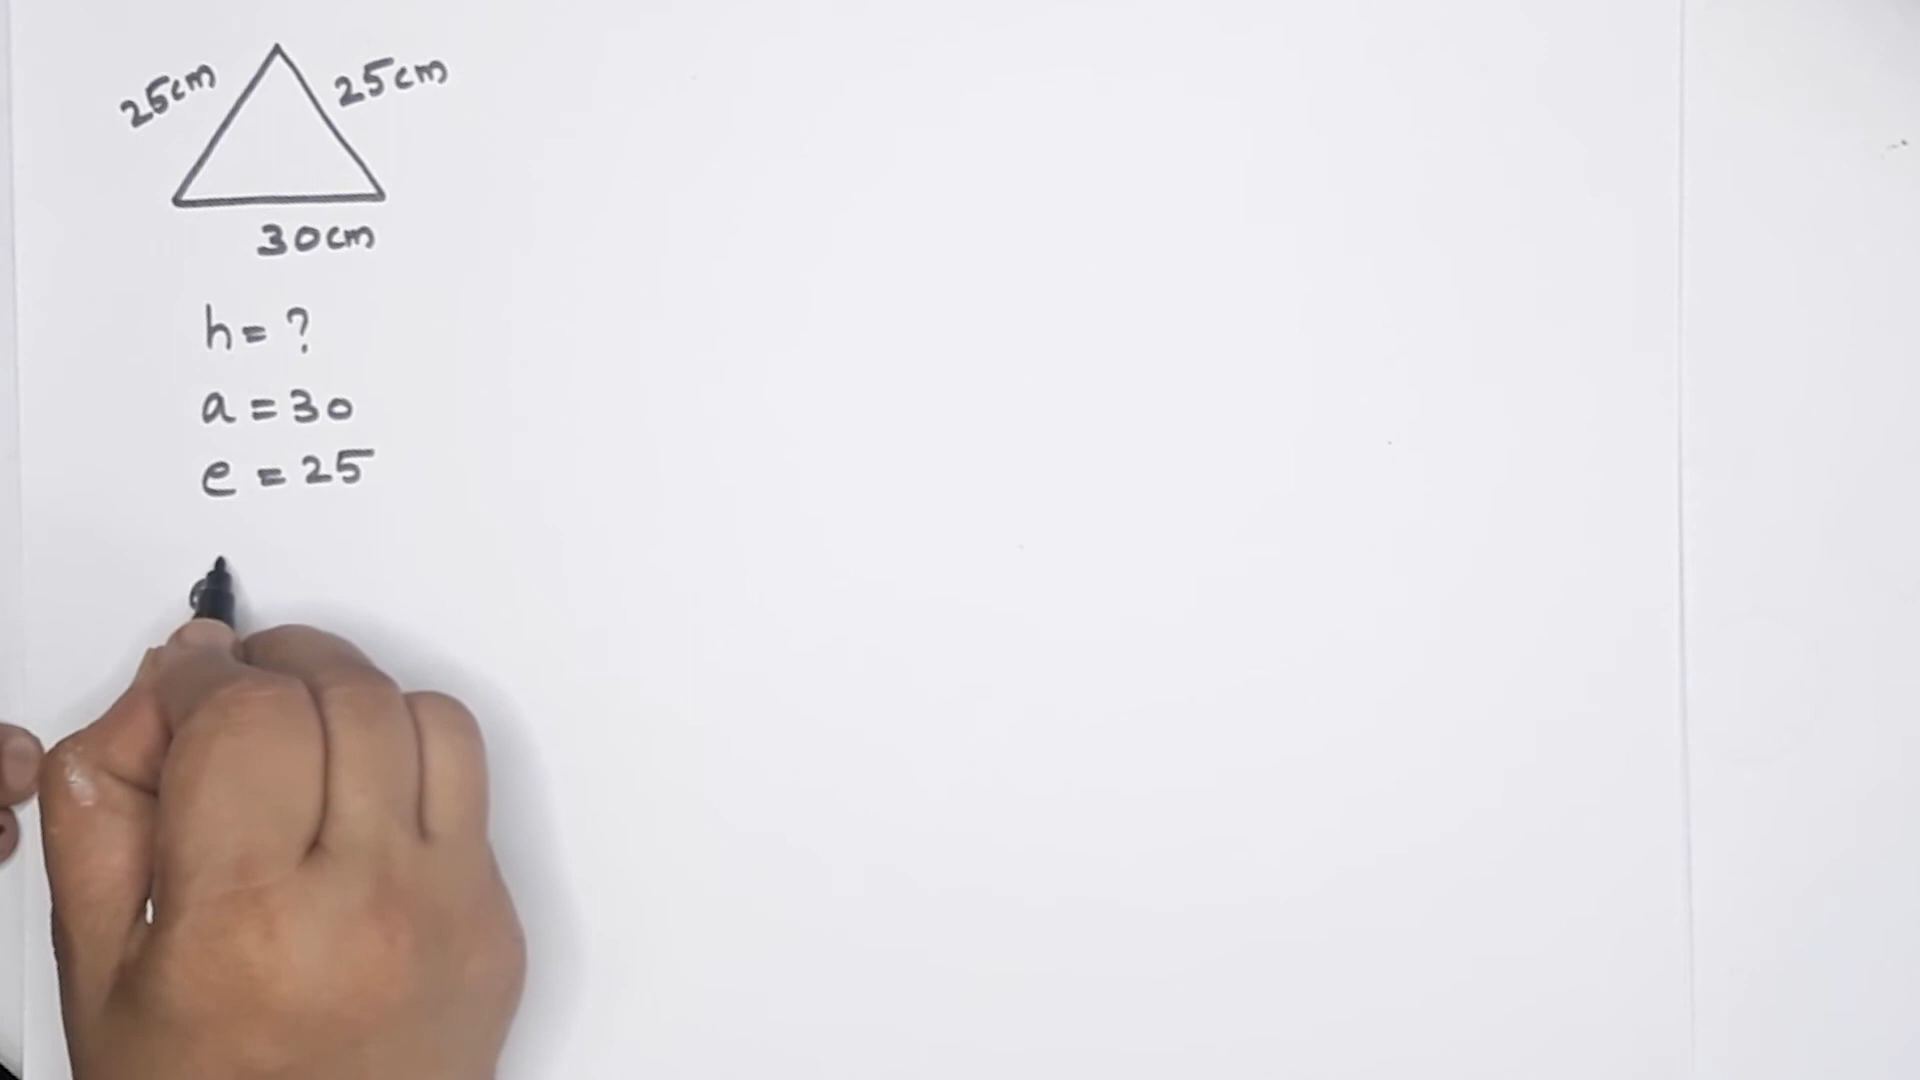 25cm 25cm
30cm
h = ?
a = 30
e = 25